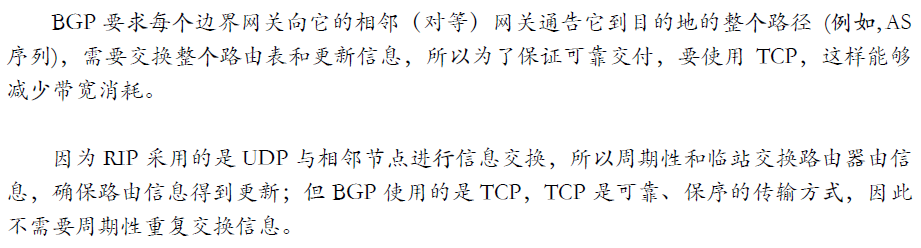 BGP 要求每个边界网关向它的相邻（对等）网关通告它到目的地的整个路径 (例如,AS
序列)，需要交换整个路由表和更新信息，所以为了保证可靠交付，要使用 TCP，这样能够
减少带宽消耗。
因为 RIP 采用的是 UDP 与相邻节点进行信息交换，所以周期性和临站交换路由器由信
息，确保路由信息得到更新；但 BGP 使用的是 TCP，TCP 是可靠、保序的传输方式，因此
不需要周期性重复交换信息。